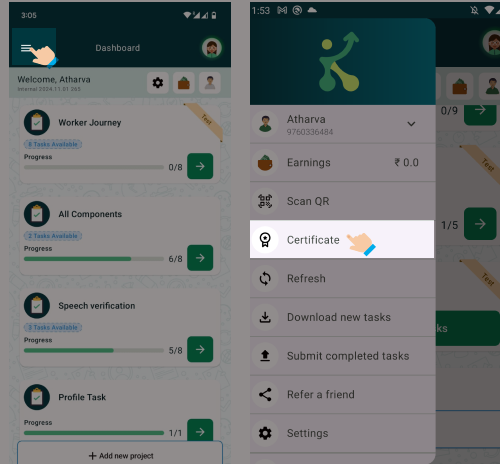 3:05
Dashboard
Welcome, Atharva
Internal 2024.11.01 363
Worker Journey
Test
8 Tasks Available
Progress
0/8
All Components
2 Tasks Available
Progress
6/8
Speech verification
3 Tasks Available
Progress
5/8
Profile Task
Progress
1/1
+ Add new project
1:53
Atharva
9760336484
Earnings
₹ 0.0
Scan QR
Certificate
Refresh
Download new tasks
Submit completed tasks
Refer a friend
Settings
0/9
Test
1/5
Test
ks